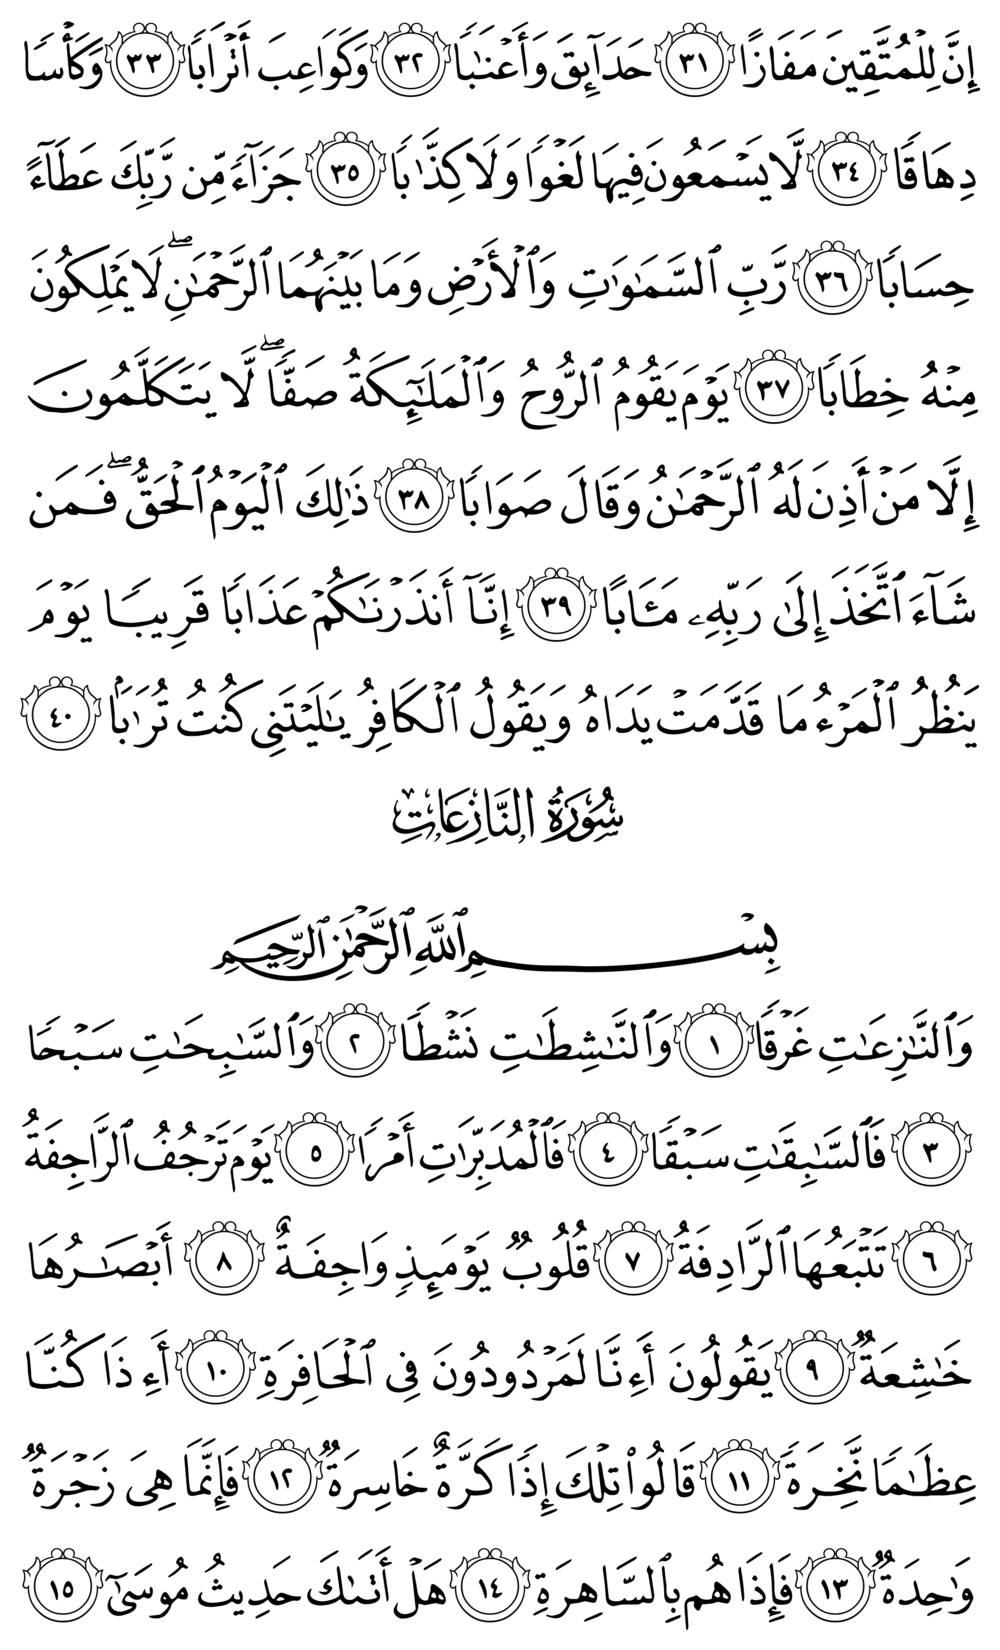 إِنَّ لِلْمُتَّقِينَ مَفَازًا ٣١ حَدَآئِقَ وَأَعْنَٰبًا ٣٢ وَكَوَاعِبَ أَتْرَابًا ٣٣ وَكَأْسًا
دِهَاقًا ٣٤ لَّا يَسْمَعُونَ فِيهَا لَغْوًا وَلَا كِذَّٰبًا ٣٥ جَزَآءً مِّن رَّبِّكَ عَطَآءً
حِسَابًا ٣٦ رَّبِّ ٱلسَّمَٰوَٰتِ وَٱلْأَرْضِ وَمَا بَيْنَهُمَا ٱلرَّحْمَٰنِۖ لَا يَمْلِكُونَ
مِنْهُ خِطَابًا ٣٧ يَوْمَ يَقُومُ ٱلرُّوحُ وَٱلْمَلَٰٓئِكَةُ صَفًّاۖ لَّا يَتَكَلَّمُونَ
إِلَّا مَنْ أَذِنَ لَهُ ٱلرَّحْمَٰنُ وَقَالَ صَوَابًا ٣٨ ذَٰلِكَ ٱلْيَوْمُ ٱلْحَقُّۖ فَمَن
شَآءَ ٱتَّخَذَ إِلَىٰ رَبِّهِۦ مَـَٔابًا ٣٩ إِنَّآ أَنذَرْنَٰكُمْ عَذَابًا قَرِيبًا يَوْمَ
يَنظُرُ ٱلْمَرْءُ مَا قَدَّمَتْ يَدَاهُ وَيَقُولُ ٱلْكَافِرُ يَٰلَيْتَنِى كُنتُ تُرَٰبًۢا ٤٠
سُورَةُ النَّازِعَاتِ
بِسْمِ ٱللَّهِ ٱلرَّحْمَٰنِ ٱلرَّحِيمِ
وَٱلنَّٰزِعَٰتِ غَرْقًا ١ وَٱلنَّٰشِطَٰتِ نَشْطًا ٢ وَٱلسَّٰبِحَٰتِ سَبْحًا
٣ فَٱلسَّٰبِقَٰتِ سَبْقًا ٤ فَٱلْمُدَبِّرَٰتِ أَمْرًا ٥ يَوْمَ تَرْجُفُ ٱلرَّاجِفَةُ
٦ تَتْبَعُهَا ٱلرَّادِفَةُ ٧ قُلُوبٌ يَوْمَئِذٍ وَاجِفَةٌ ٨ أَبْصَٰرُهَا
خَٰشِعَةٌ ٩ يَقُولُونَ أَءِنَّا لَمَرْدُودُونَ فِى ٱلْحَافِرَةِ ١٠ أَءِذَا كُنَّا
عِظَٰمًا نَّخِرَةً ١١ قَالُوا۟ تِلْكَ إِذًا كَرَّةٌ خَاسِرَةٌ ١٢ فَإِنَّمَا هِىَ زَجْرَةٌ
وَٰحِدَةٌ ١٣ فَإِذَا هُم بِٱلسَّاهِرَةِ ١٤ هَلْ أَتَىٰكَ حَدِيثُ مُوسَىٰٓ ١٥